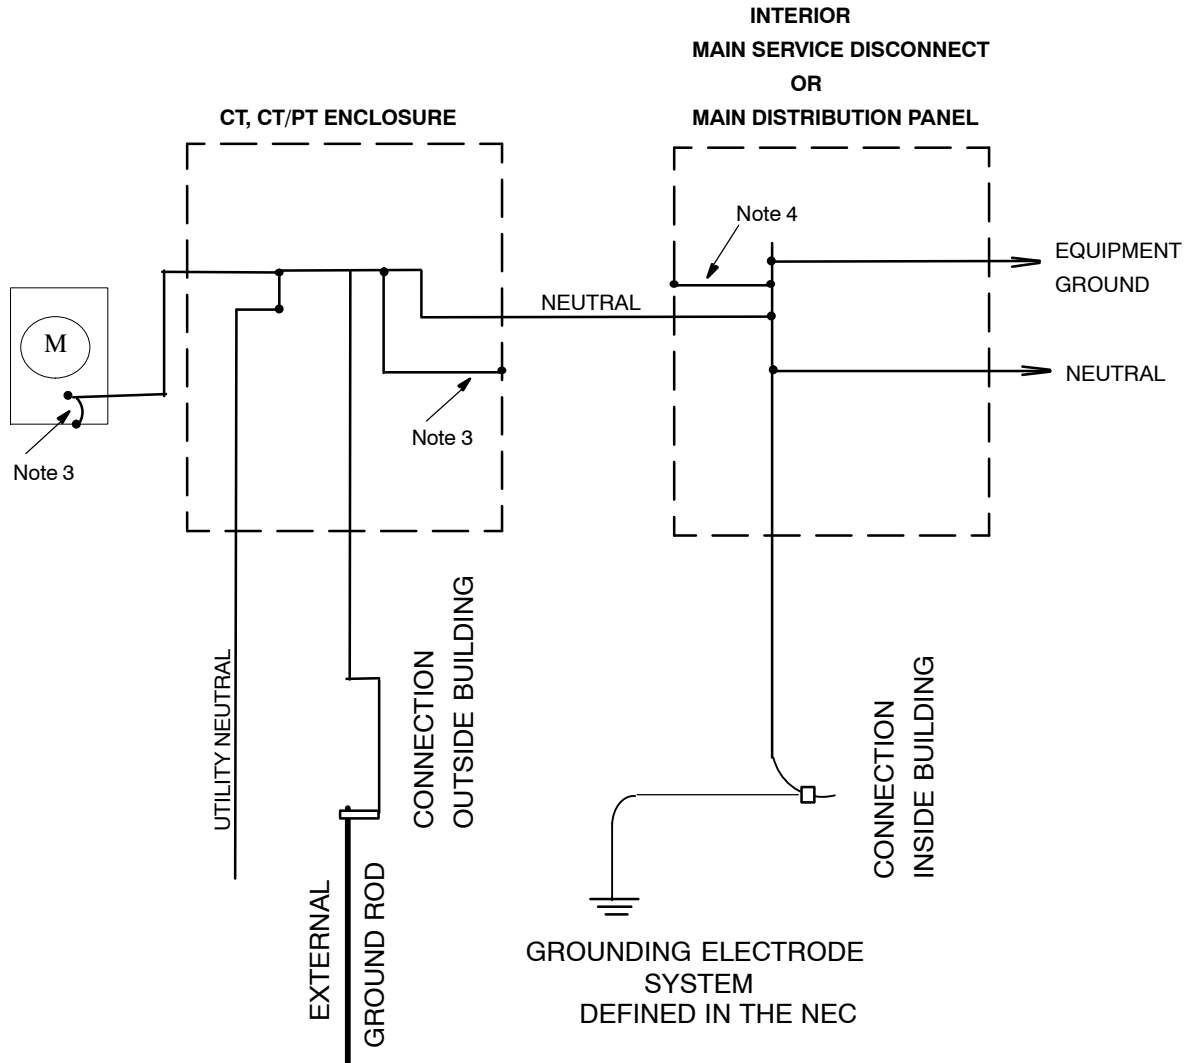 INTERIOR
MAIN SERVICE DISCONNECT
OR
MAIN DISTRIBUTION PANEL
CT, CT/PT ENCLOSURE
Note 4
EQUIPMENT
GROUND
NEUTRAL
M
NEUTRAL
Note 3
Note 3
UTILITY NEUTRAL
CONNECTION
OUTSIDE BUILDING
CONNECTION
INSIDE BUILDING
EXTERNAL
GROUND ROD
GROUNDING ELECTRODE
SYSTEM
DEFINED IN THE NEC